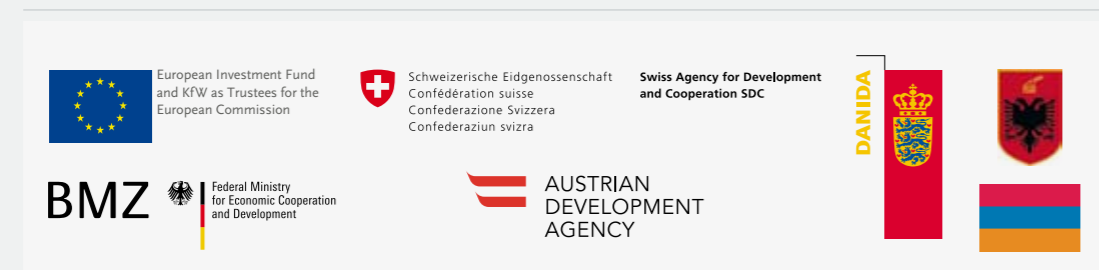 European Investment Fund
and KfW as Trustees for the
European Commission
Schweizerische Eidgenossenschaft
Confédération suisse
Confederazione Svizzera
Confederaziun svizra
Swiss Agency for Development
and Cooperation SDC
DANIDA
BMZ
Federal Ministry
for Economic Cooperation
and Development
AUSTRIAN
DEVELOPMENT
AGENCY